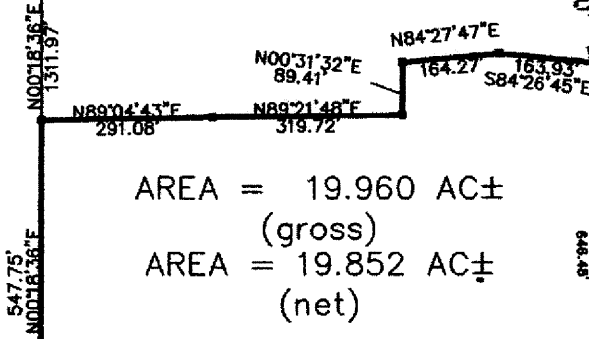 N00°18'36"E
1311.97'
N84°27'47"E
164.27'
163.93'
S84°26'45"E
N00°31'32"E
89.41'
N89°04'43"E
291.08'
N89°21'48"E
319.72'
AREA = 19.960 AC±
(gross)
AREA = 19.852 AC±
(net)
547.75'
N00°18'36"E
646.46'